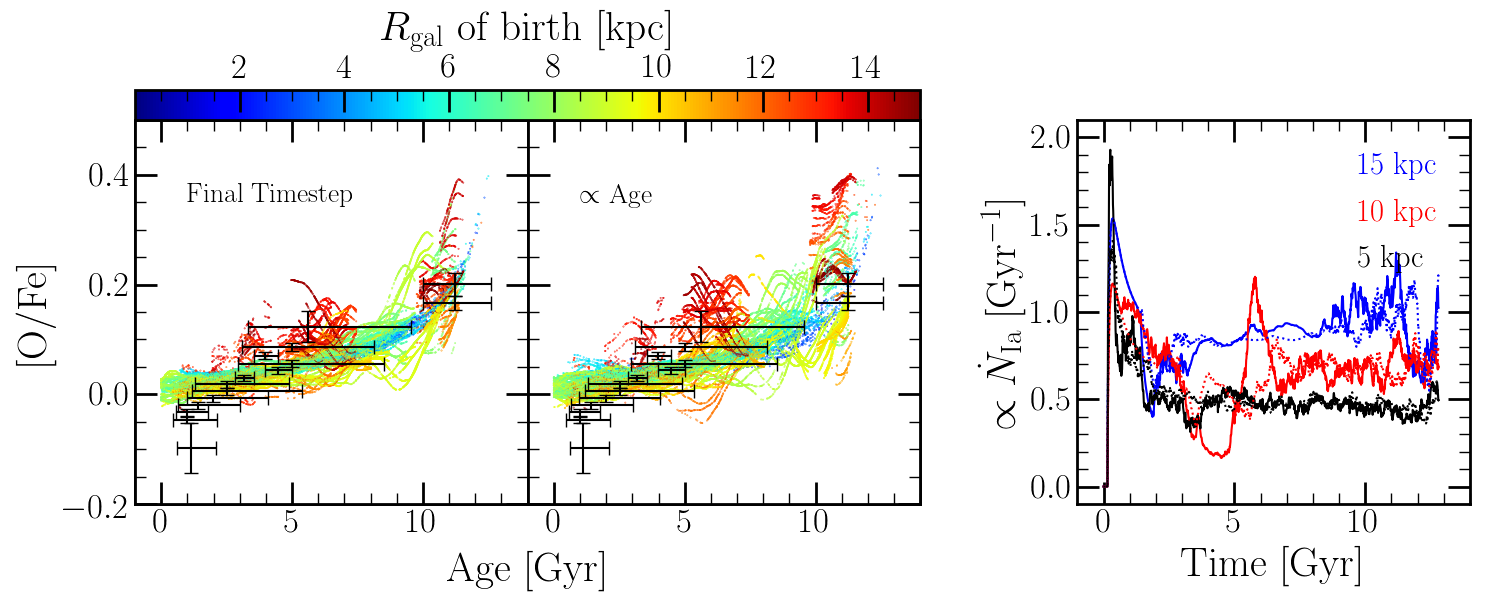 R_gal of birth [kpc]
2 4 6 8 10 12 14
[O/Fe]
0.4
0.2
0.0
−0.2
Final Timestep
∝ Age
0 5 10
0 5 10
Age [Gyr]
∝ Ṅ_Ia [Gyr⁻¹]
2.0
1.5
1.0
0.5
0.0
15 kpc
10 kpc
5 kpc
0 5 10
Time [Gyr]